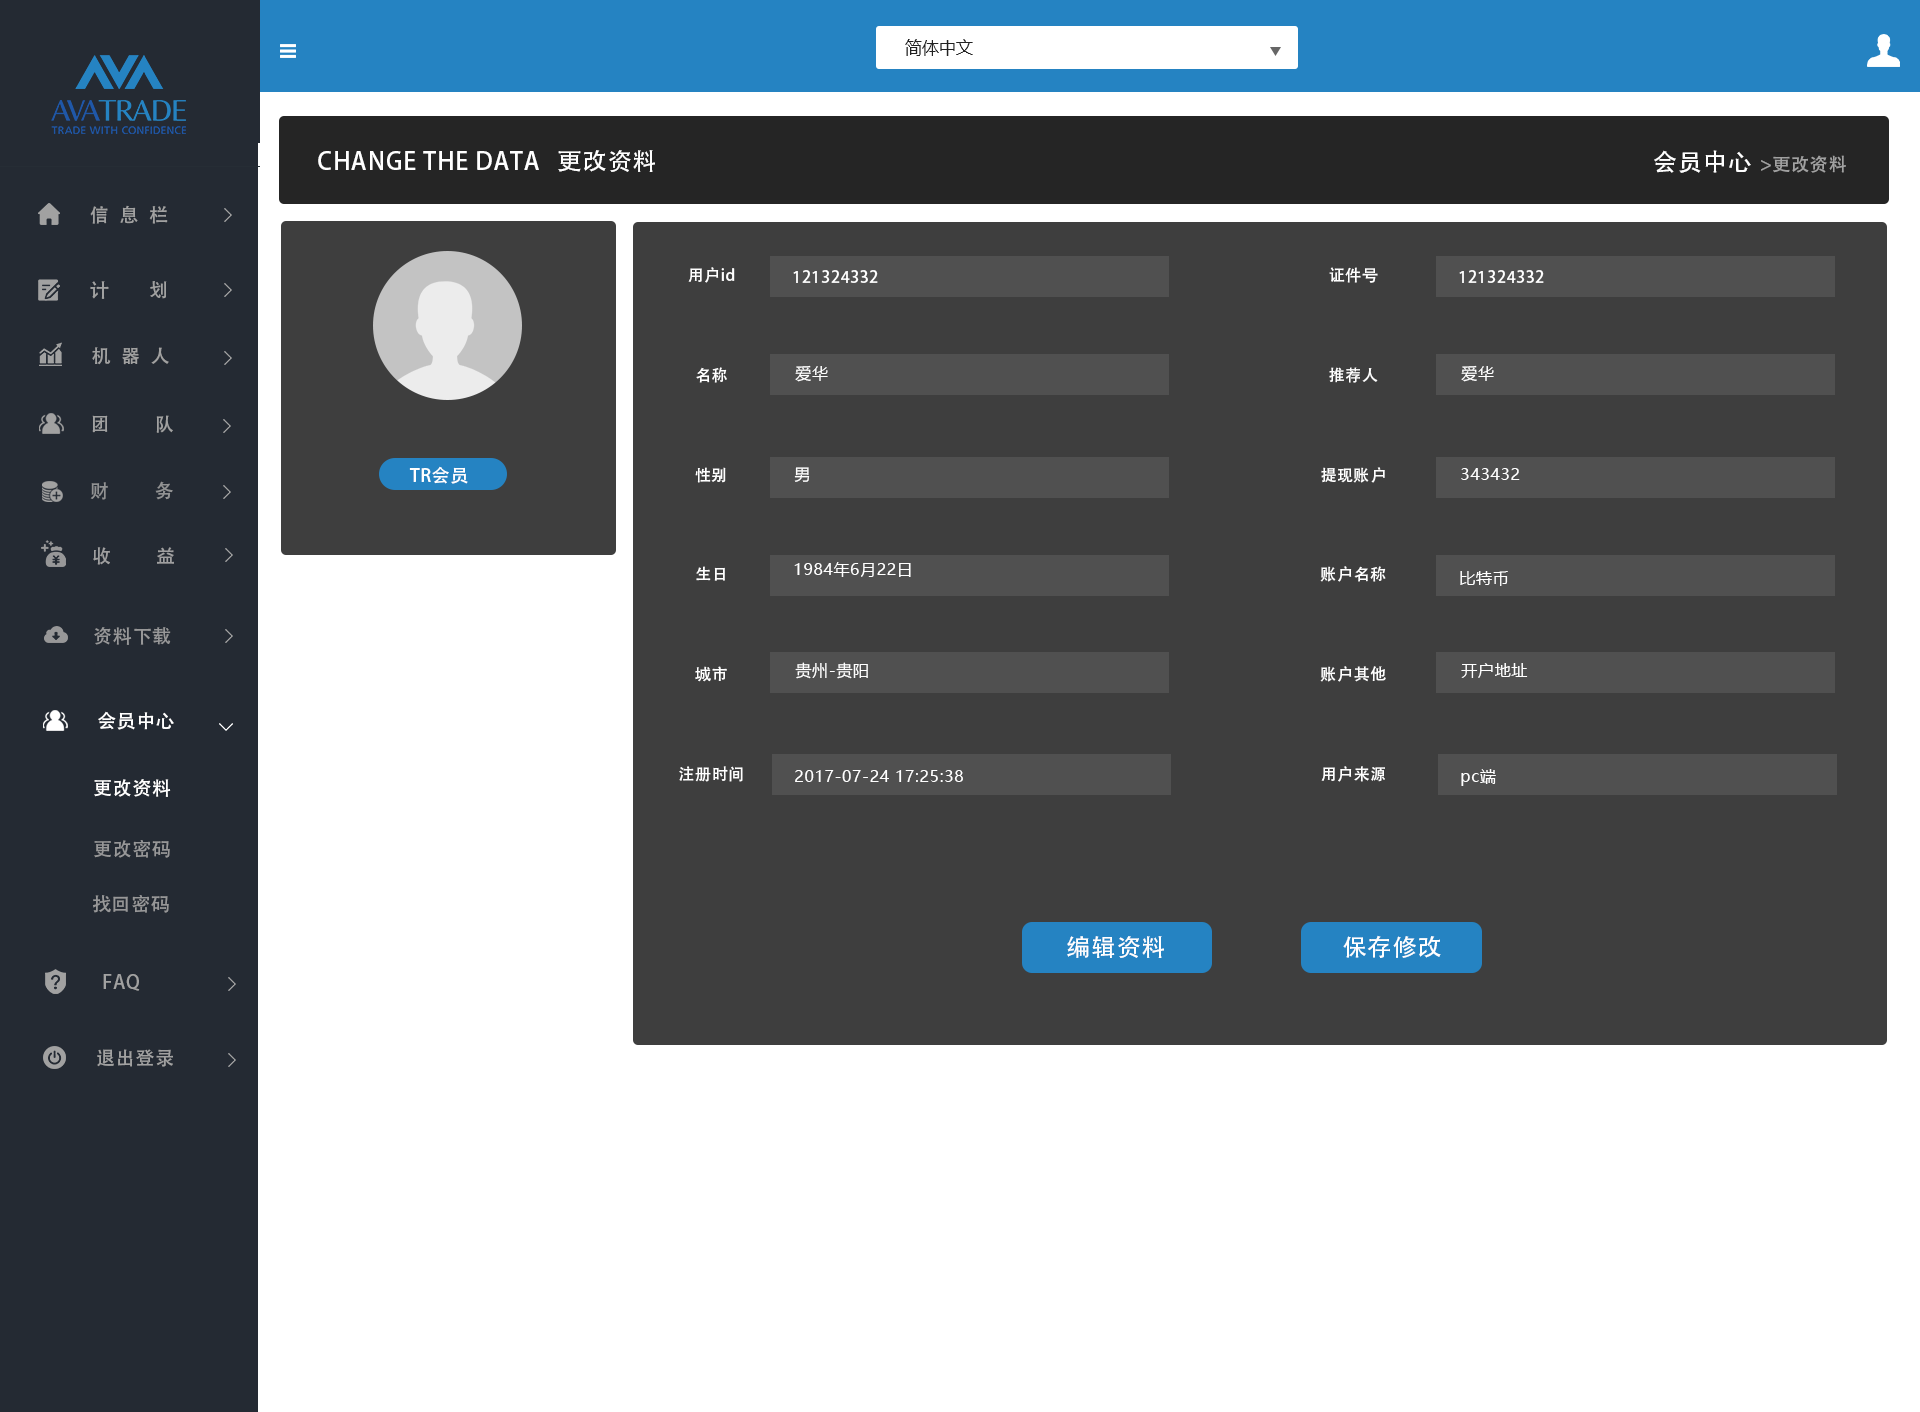 AVATRADE
TRADE WITH CONFIDENCE
简体中文
CHANGE THE DATA 更改资料
会员中心 >更改资料
信息栏
计划
机器人
团队
财务
收益
资料下载
会员中心
更改资料
更改密码
找回密码
FAQ
退出登录
TR会员
用户id 121324332
证件号 121324332
名称 爱华
推荐人 爱华
性别 男
提现账户 343432
生日 1984年6月22日
账户名称 比特币
城市 贵州-贵阳
账户其他 开户地址
注册时间 2017-07-24 17:25:38
用户来源 pc端
编辑资料 保存修改